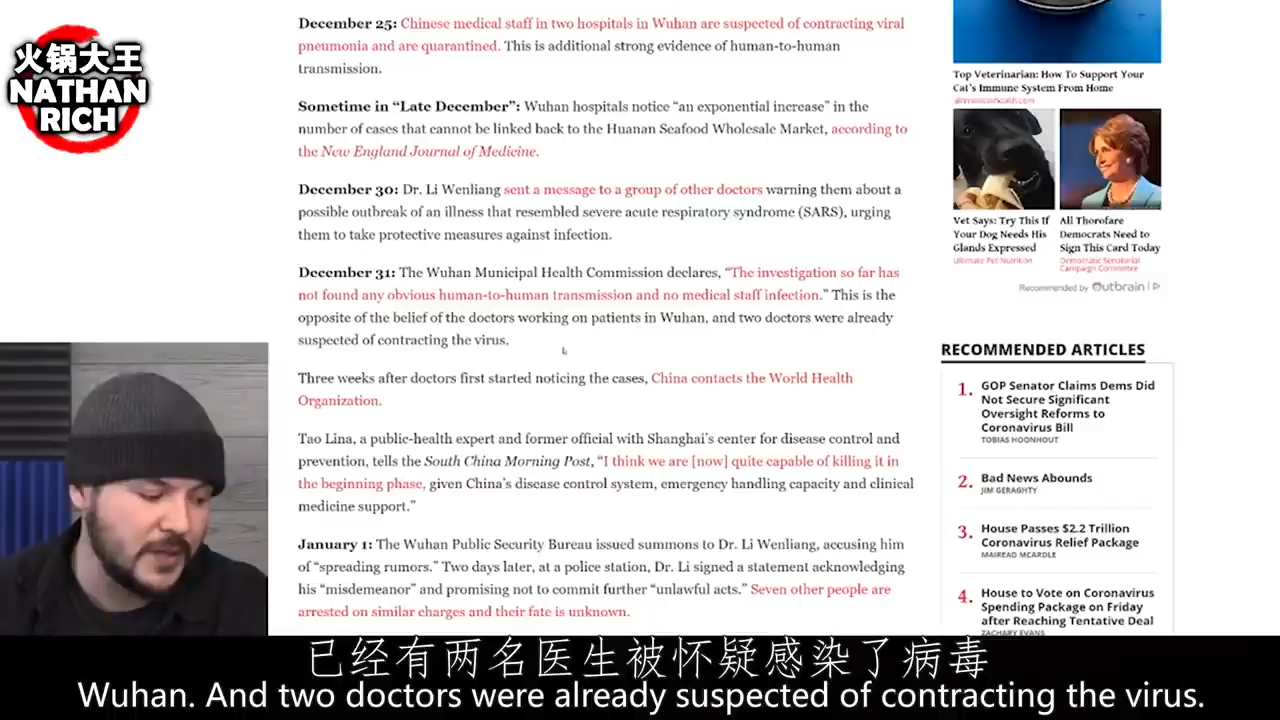 火锅大王
NATHAN
RICH
December 25: Chinese medical staff in two hospitals in Wuhan are suspected of contracting viral
pneumonia and are quarantined. This is additional strong evidence of human-to-human
transmission.
Sometime in “Late December”: Wuhan hospitals notice “an exponential increase” in the
number of cases that cannot be linked back to the Huanan Seafood Wholesale Market, according to
the New England Journal of Medicine.
December 30: Dr. Li Wenliang sent a message to a group of other doctors warning them about a
possible outbreak of an illness that resembled severe acute respiratory syndrome (SARS), urging
them to take protective measures against infection.
December 31: The Wuhan Municipal Health Commission declares, “The investigation so far has
not found any obvious human-to-human transmission and no medical staff infection.” This is the
opposite of the belief of the doctors working on patients in Wuhan, and two doctors were already
suspected of contracting the virus.
Three weeks after doctors first started noticing the cases, China contacts the World Health
Organization.
Tao Lina, a public-health expert and former official with Shanghai’s center for disease control and
prevention, tells the South China Morning Post, “I think we are [now] quite capable of killing it in
the beginning phase, given China’s disease control system, emergency handling capacity and clinical
medicine support.”
January 1: The Wuhan Public Security Bureau issued summons to Dr. Li Wenliang, accusing him
of “spreading rumors.” Two days later, at a police station, Dr. Li signed a statement acknowledging
his “misdemeanor” and promising not to commit further “unlawful acts.” Seven other people are
arrested on similar charges and their fate is unknown.
Top Veterinarian: How To Support Your
Cat’s Immune System From Home
Vet Says: Try This If
Your Dog Needs His
Glands Expressed
Ultimate Pet Nutrition
All Thorofare
Democrats Need to
Sign This Card Today
Democratic Senatorial
Campaign Committee
Recommended by Outbrain
RECOMMENDED ARTICLES
1. GOP Senator Claims Dems Did
Not Secure Significant
Oversight Reforms to
Coronavirus Bill
TOBIAS HOONHOUT
2. Bad News Abounds
JIM GERAGHTY
3. House Passes $2.2 Trillion
Coronavirus Relief Package
MAIREAD MCARDLE
4. House to Vote on Coronavirus
Spending Package on Friday
after Reaching Tentative Deal
ZACHARY EVANS
已经有两名医生被怀疑感染了病毒
Wuhan. And two doctors were already suspected of contracting the virus.